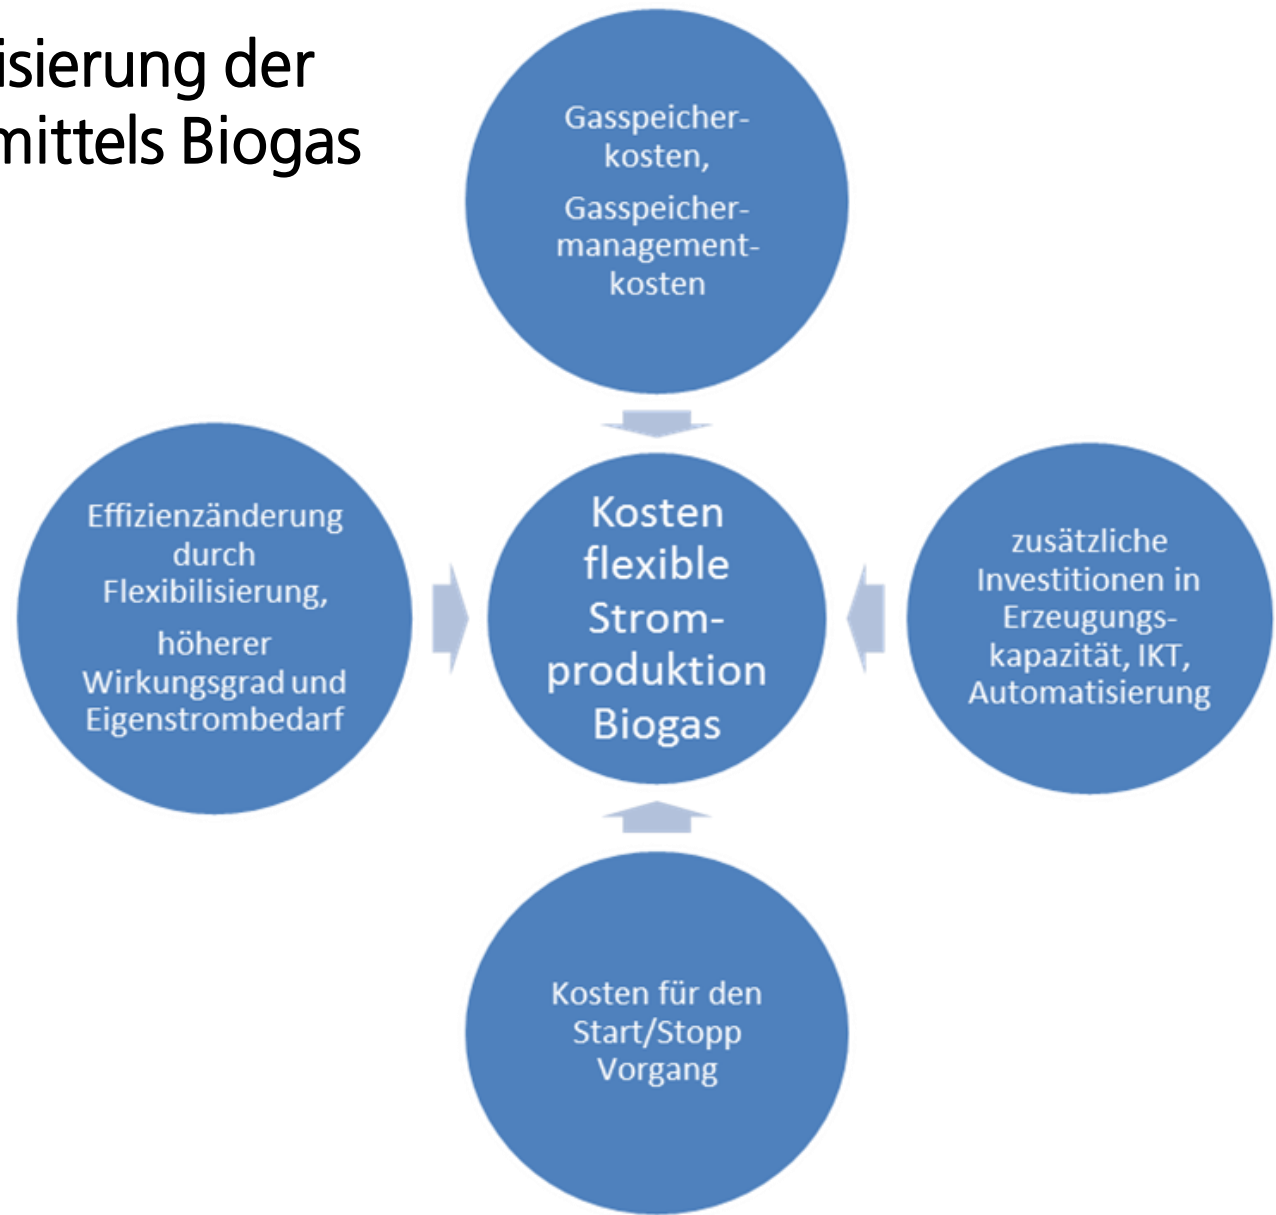 isierung der
mittels Biogas
Gasspeicher-
kosten,
Gasspeicher-
management-
kosten
Effizienzänderung
durch
Flexibilisierung,
höherer
Wirkungsgrad und
Eigenstrombedarf
Kosten
flexible
Strom-
produktion
Biogas
zusätzliche
Investitionen in
Erzeugungs-
kapazität, IKT,
Automatisierung
Kosten für den
Start/Stopp
Vorgang